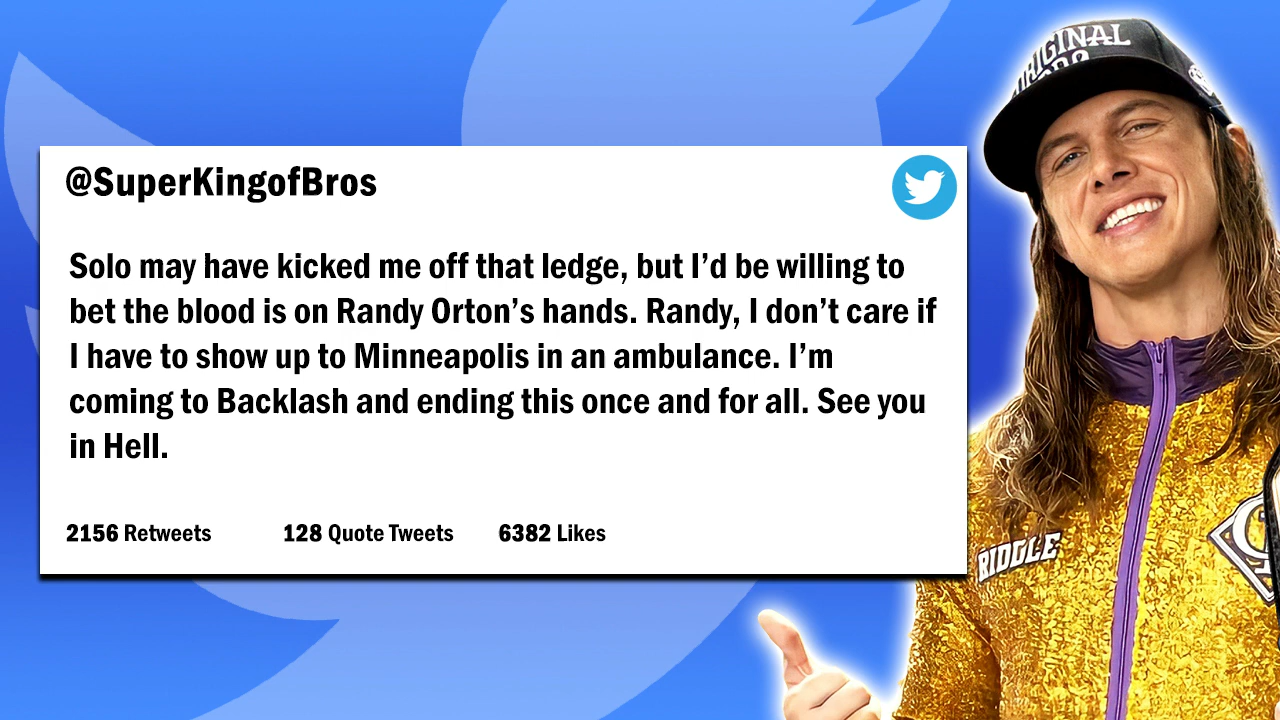 @SuperKingofBros
Solo may have kicked me off that ledge, but I’d be willing to
bet the blood is on Randy Orton’s hands. Randy, I don’t care if
I have to show up to Minneapolis in an ambulance. I’m
coming to Backlash and ending this once and for all. See you
in Hell.
2156 Retweets 128 Quote Tweets 6382 Likes
ORIGINAL
BRO
RIDDLE